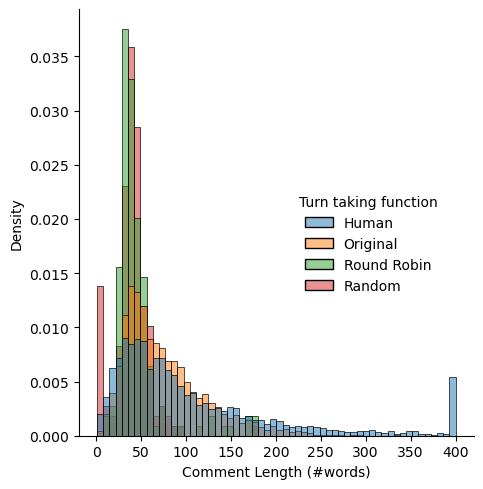 0.035
0.030
0.025
0.020
0.015
0.010
0.005
0.000
Density
Turn taking function
Human
Original
Round Robin
Random
0 50 100 150 200 250 300 350 400
Comment Length (#words)